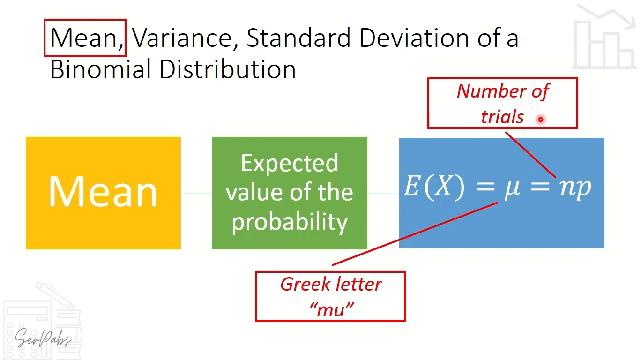 Mean, Variance, Standard Deviation of a
Binomial Distribution
Number of
trials
Mean
Expected
value of the
probability
E(X) = μ = np
Greek letter
"mu"
SerPabs